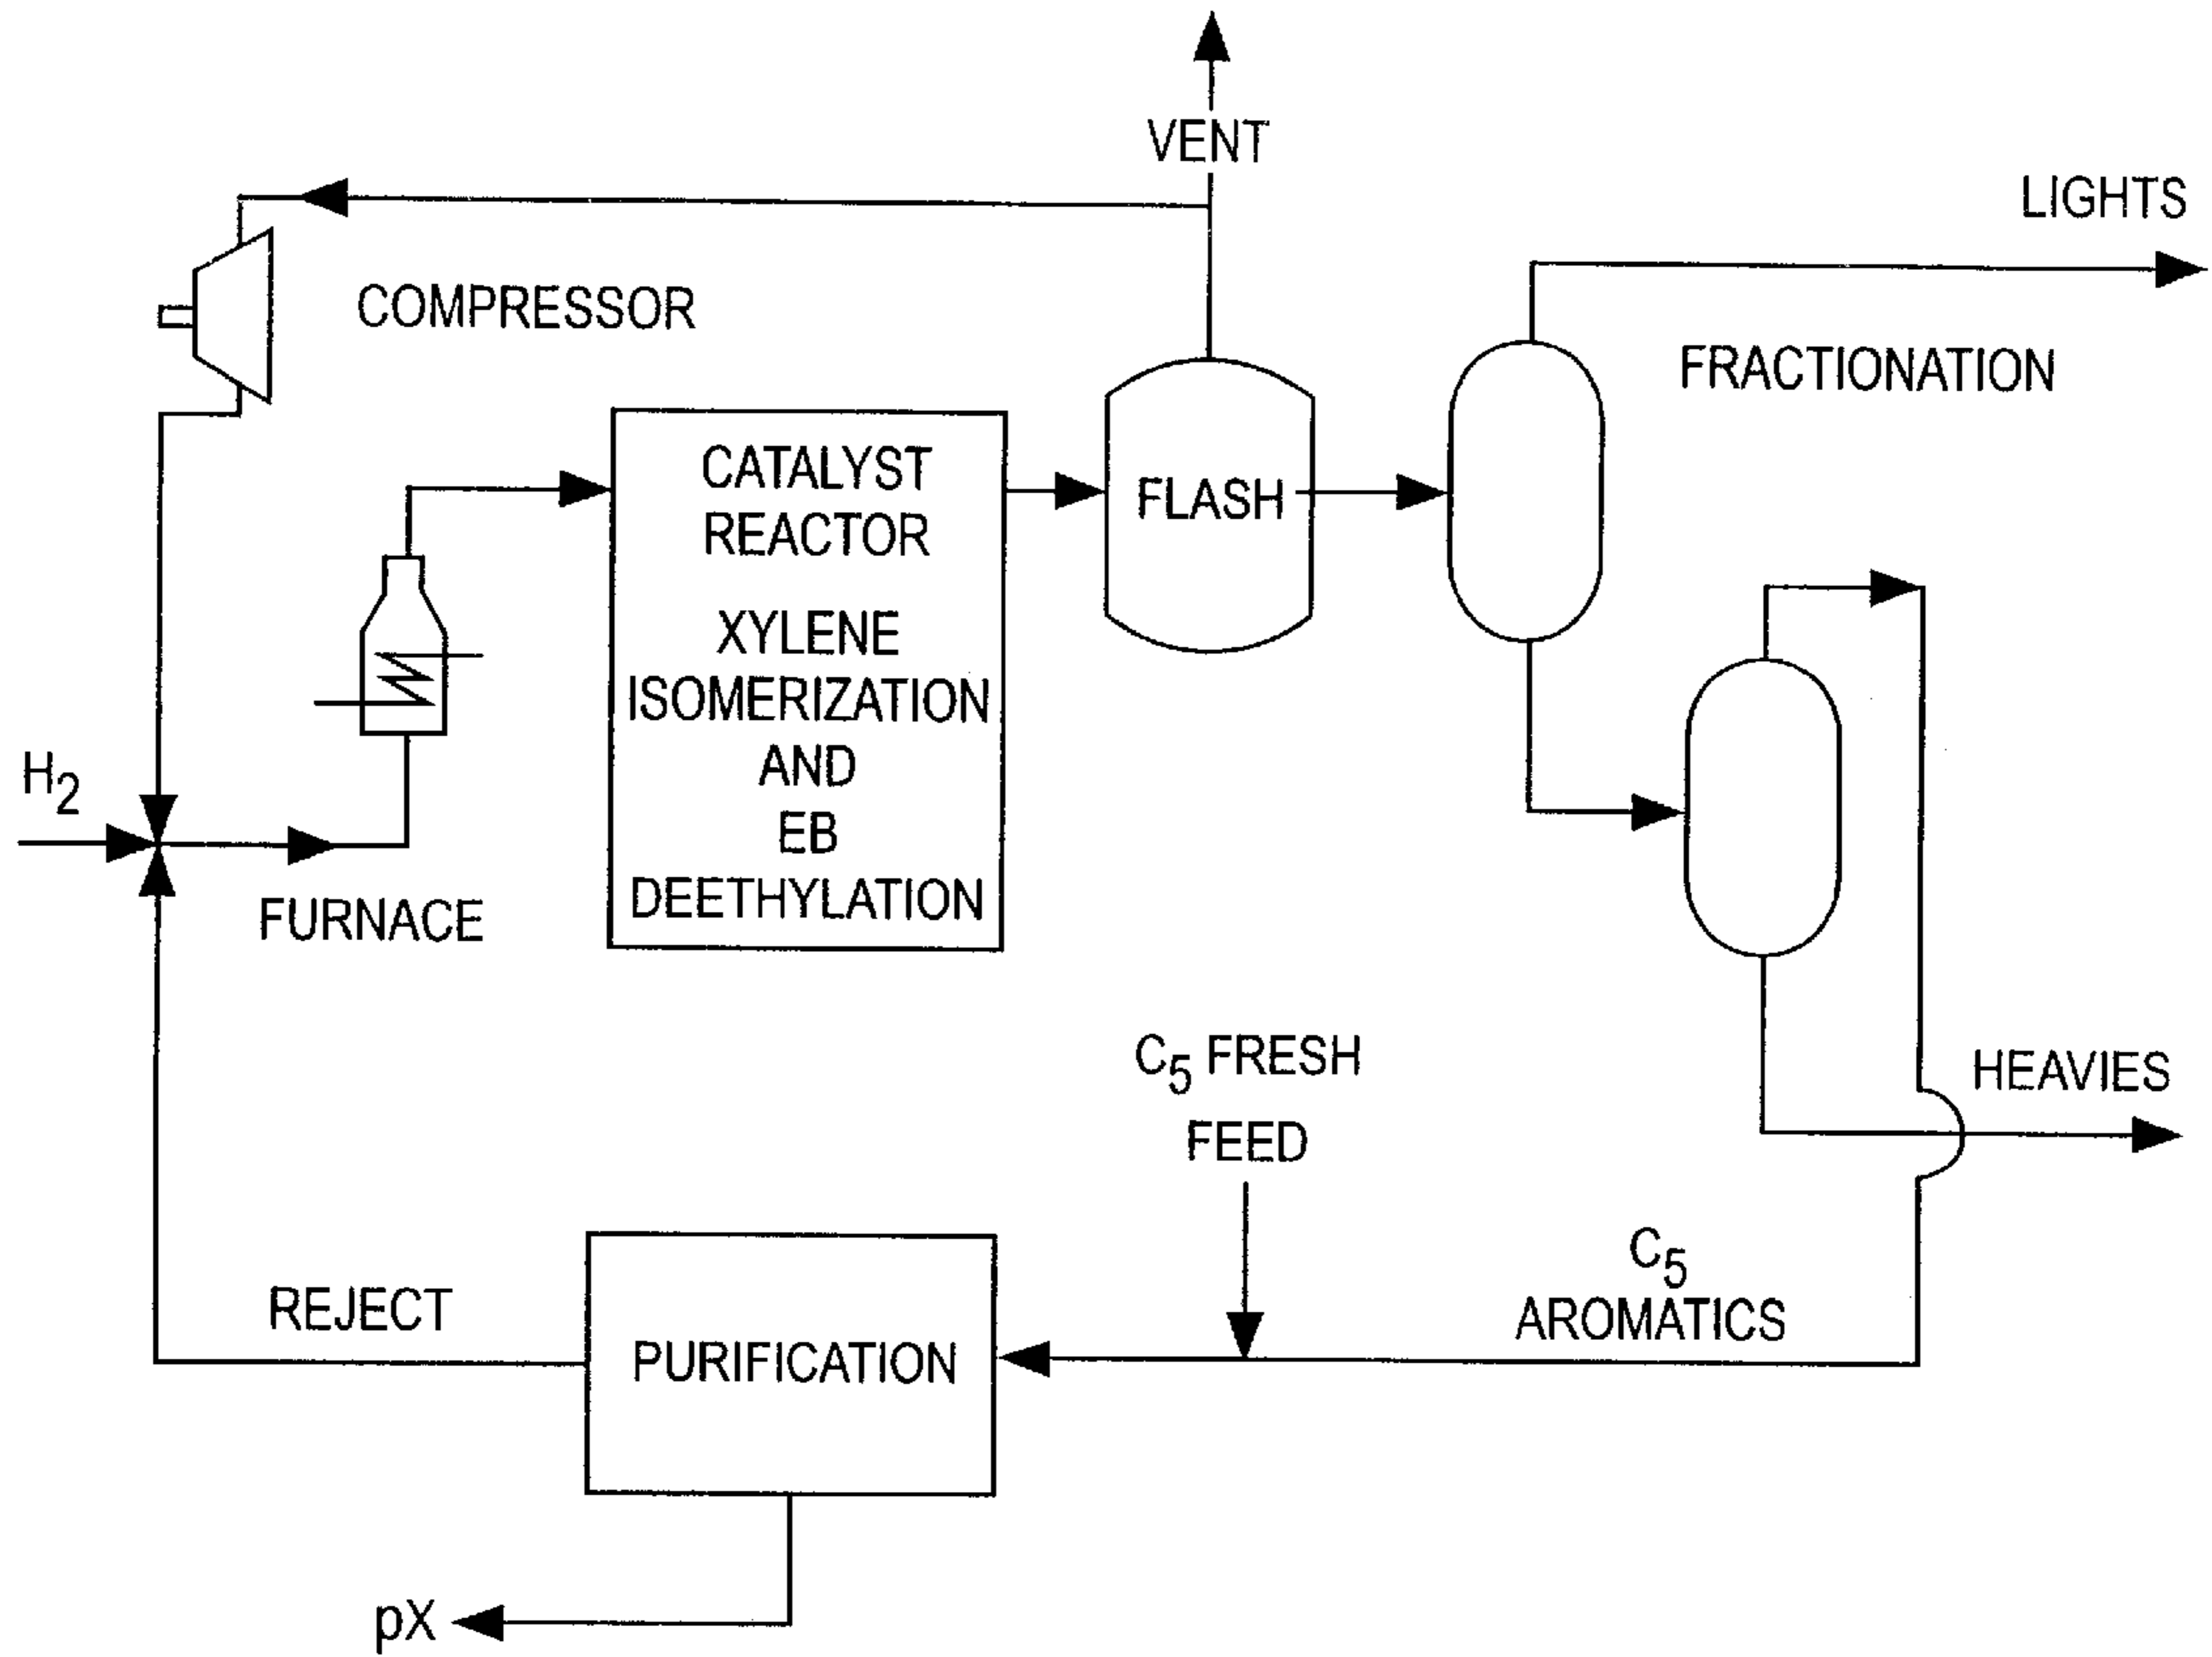 VENT
LIGHTS
COMPRESSOR
FRACTIONATION
CATALYST
REACTOR
XYLENE
ISOMERIZATION
AND
EB
DEETHYLATION
FLASH
H2
FURNACE
C5 FRESH
FEED
HEAVIES
C5
AROMATICS
REJECT
PURIFICATION
pX